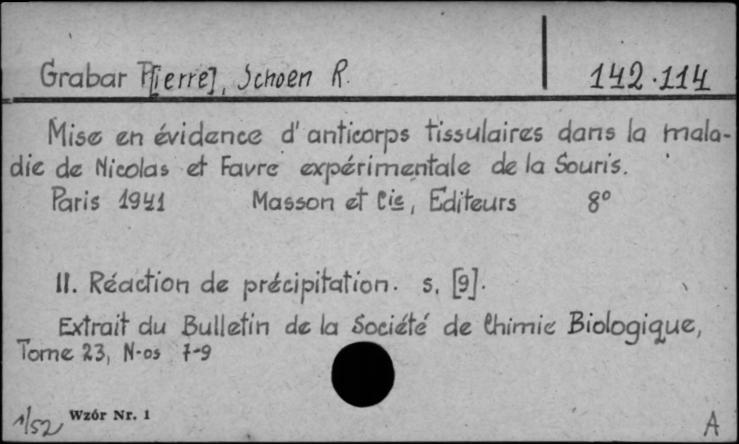 Grabar P[ierre], Schoen R.
142.114
Mise en évidence d'anticorps tissulaires dans la mala-
die de Nicolas et Favre expérimentale de la Souris.
Paris 1941 Masson et Cie, Editeurs 8°
II. Réaction de précipitation. s. [9].
Extrait du Bulletin de la Société de Chimie Biologique,
Tome 23, N-os 7-9
1/52 Wzór Nr. 1
A